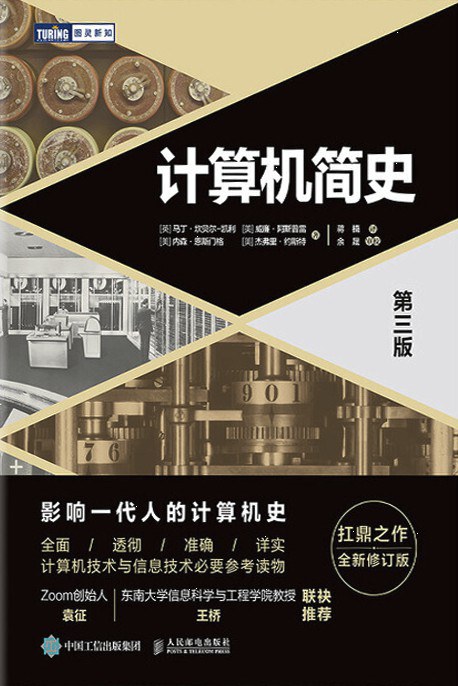 TURING 图灵新知
计算机简史
[英] 马丁·坎贝尔-凯利 [美] 威廉·阿斯普雷 著 蒋楠 译
[美] 内森·恩斯门格 [美] 杰弗里·约斯特 余晟 审校
第三版
901
76
影响一代人的计算机史
全面 / 透彻 / 准确 / 详实
计算机技术与信息技术必要参考读物
扛鼎之作
全新修订版
Zoom创始人 袁征
东南大学信息科学与工程学院教授 王桥
联袂推荐
中国工信出版集团
人民邮电出版社
POSTS & TELECOM PRESS